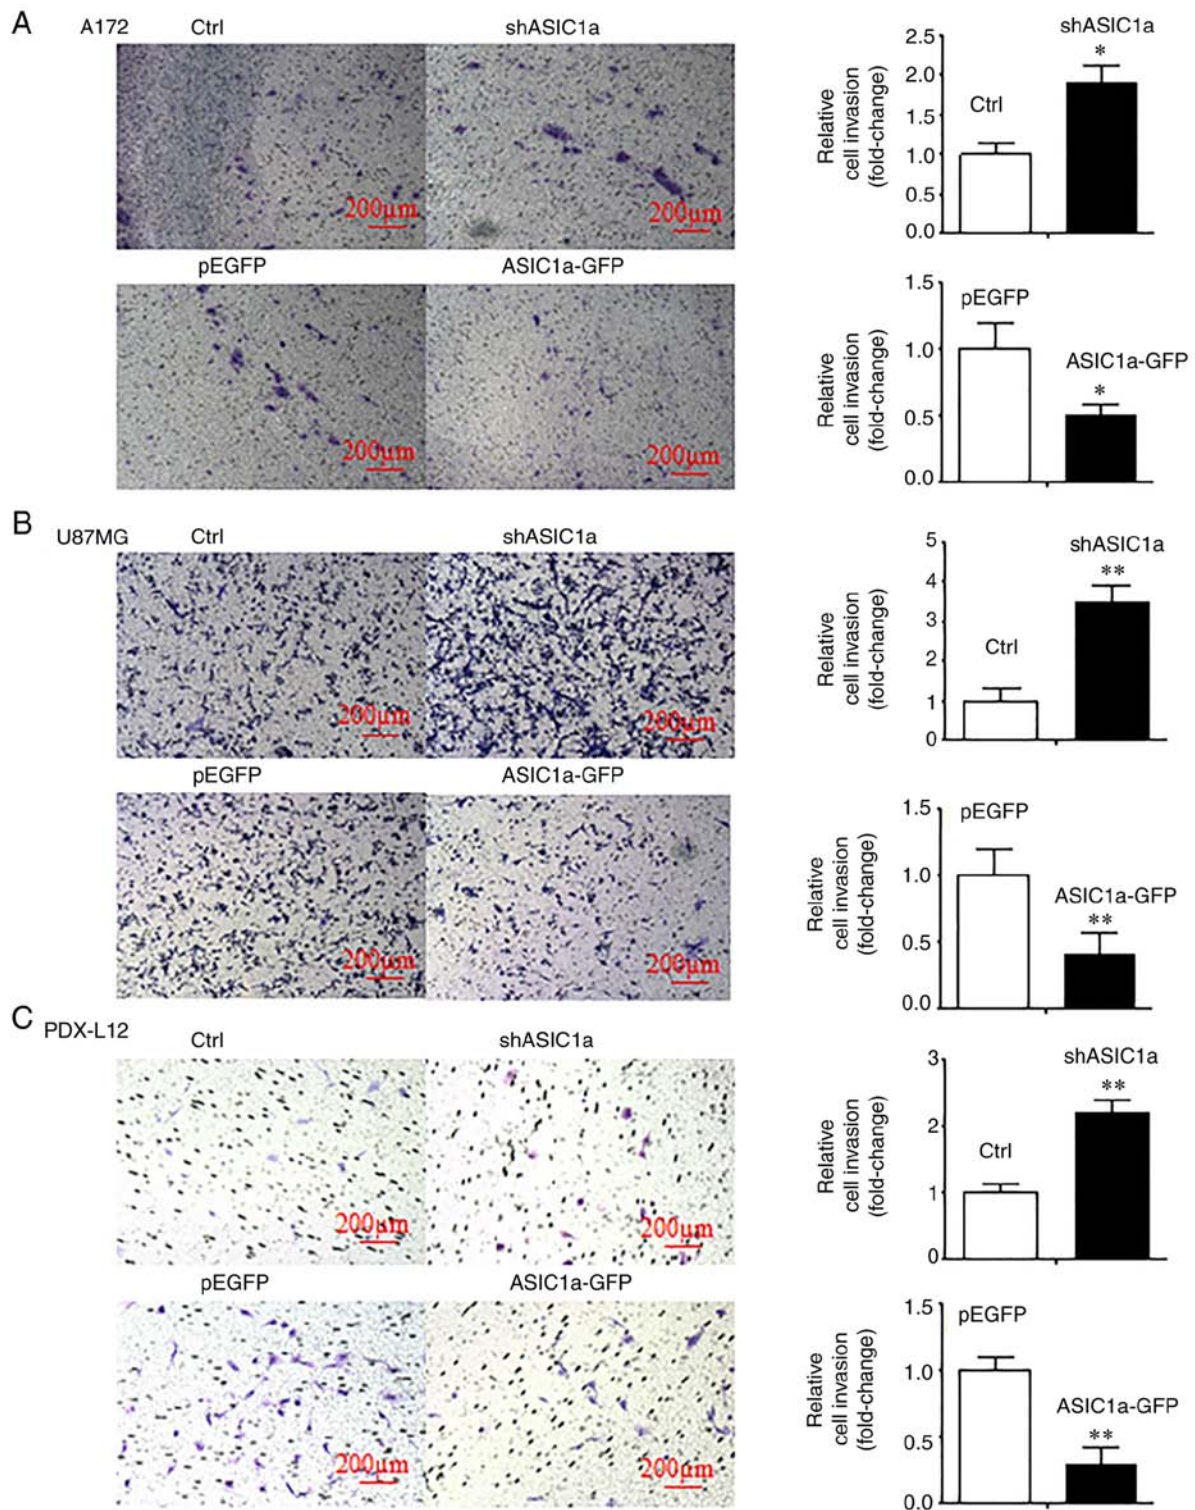 A
A172 Ctrl shASIC1a
200µm 200µm
pEGFP ASIC1a-GFP
200µm 200µm
Relative
cell invasion
(fold-change)
2.5
2.0
1.5
1.0
0.5
0.0
Ctrl
shASIC1a
*
Relative
cell invasion
(fold-change)
1.5
1.0
0.5
0.0
pEGFP
ASIC1a-GFP
*
B
U87MG Ctrl shASIC1a
200µm 200µm
pEGFP ASIC1a-GFP
200µm 200µm
Relative
cell invasion
(fold-change)
5
4
3
2
1
0
Ctrl
shASIC1a
**
Relative
cell invasion
(fold-change)
1.5
1.0
0.5
0.0
pEGFP
ASIC1a-GFP
**
C
PDX-L12 Ctrl shASIC1a
200µm 200µm
pEGFP ASIC1a-GFP
200µm 200µm
Relative
cell invasion
(fold-change)
3
2
1
0
Ctrl
shASIC1a
**
Relative
cell invasion
(fold-change)
1.5
1.0
0.5
0.0
pEGFP
ASIC1a-GFP
**